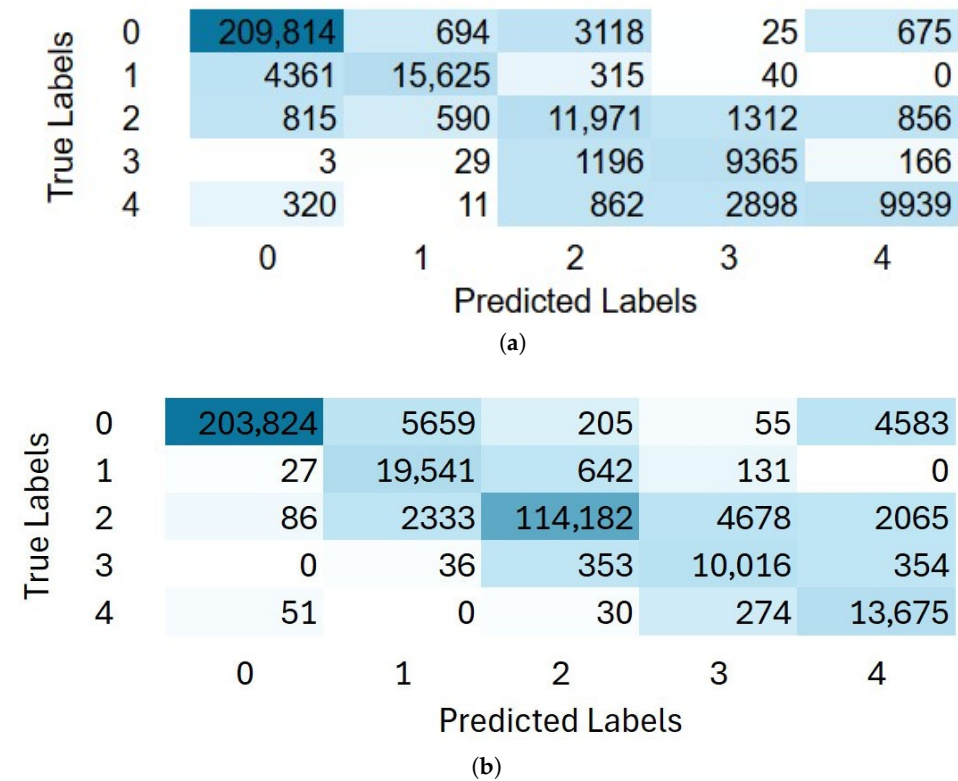 True Labels
0 209,814 694 3118 25 675
1 4361 15,625 315 40 0
2 815 590 11,971 1312 856
3 3 29 1196 9365 166
4 320 11 862 2898 9939
0 1 2 3 4
Predicted Labels
(a)
True Labels
0 203,824 5659 205 55 4583
1 27 19,541 642 131 0
2 86 2333 114,182 4678 2065
3 0 36 353 10,016 354
4 51 0 30 274 13,675
0 1 2 3 4
Predicted Labels
(b)